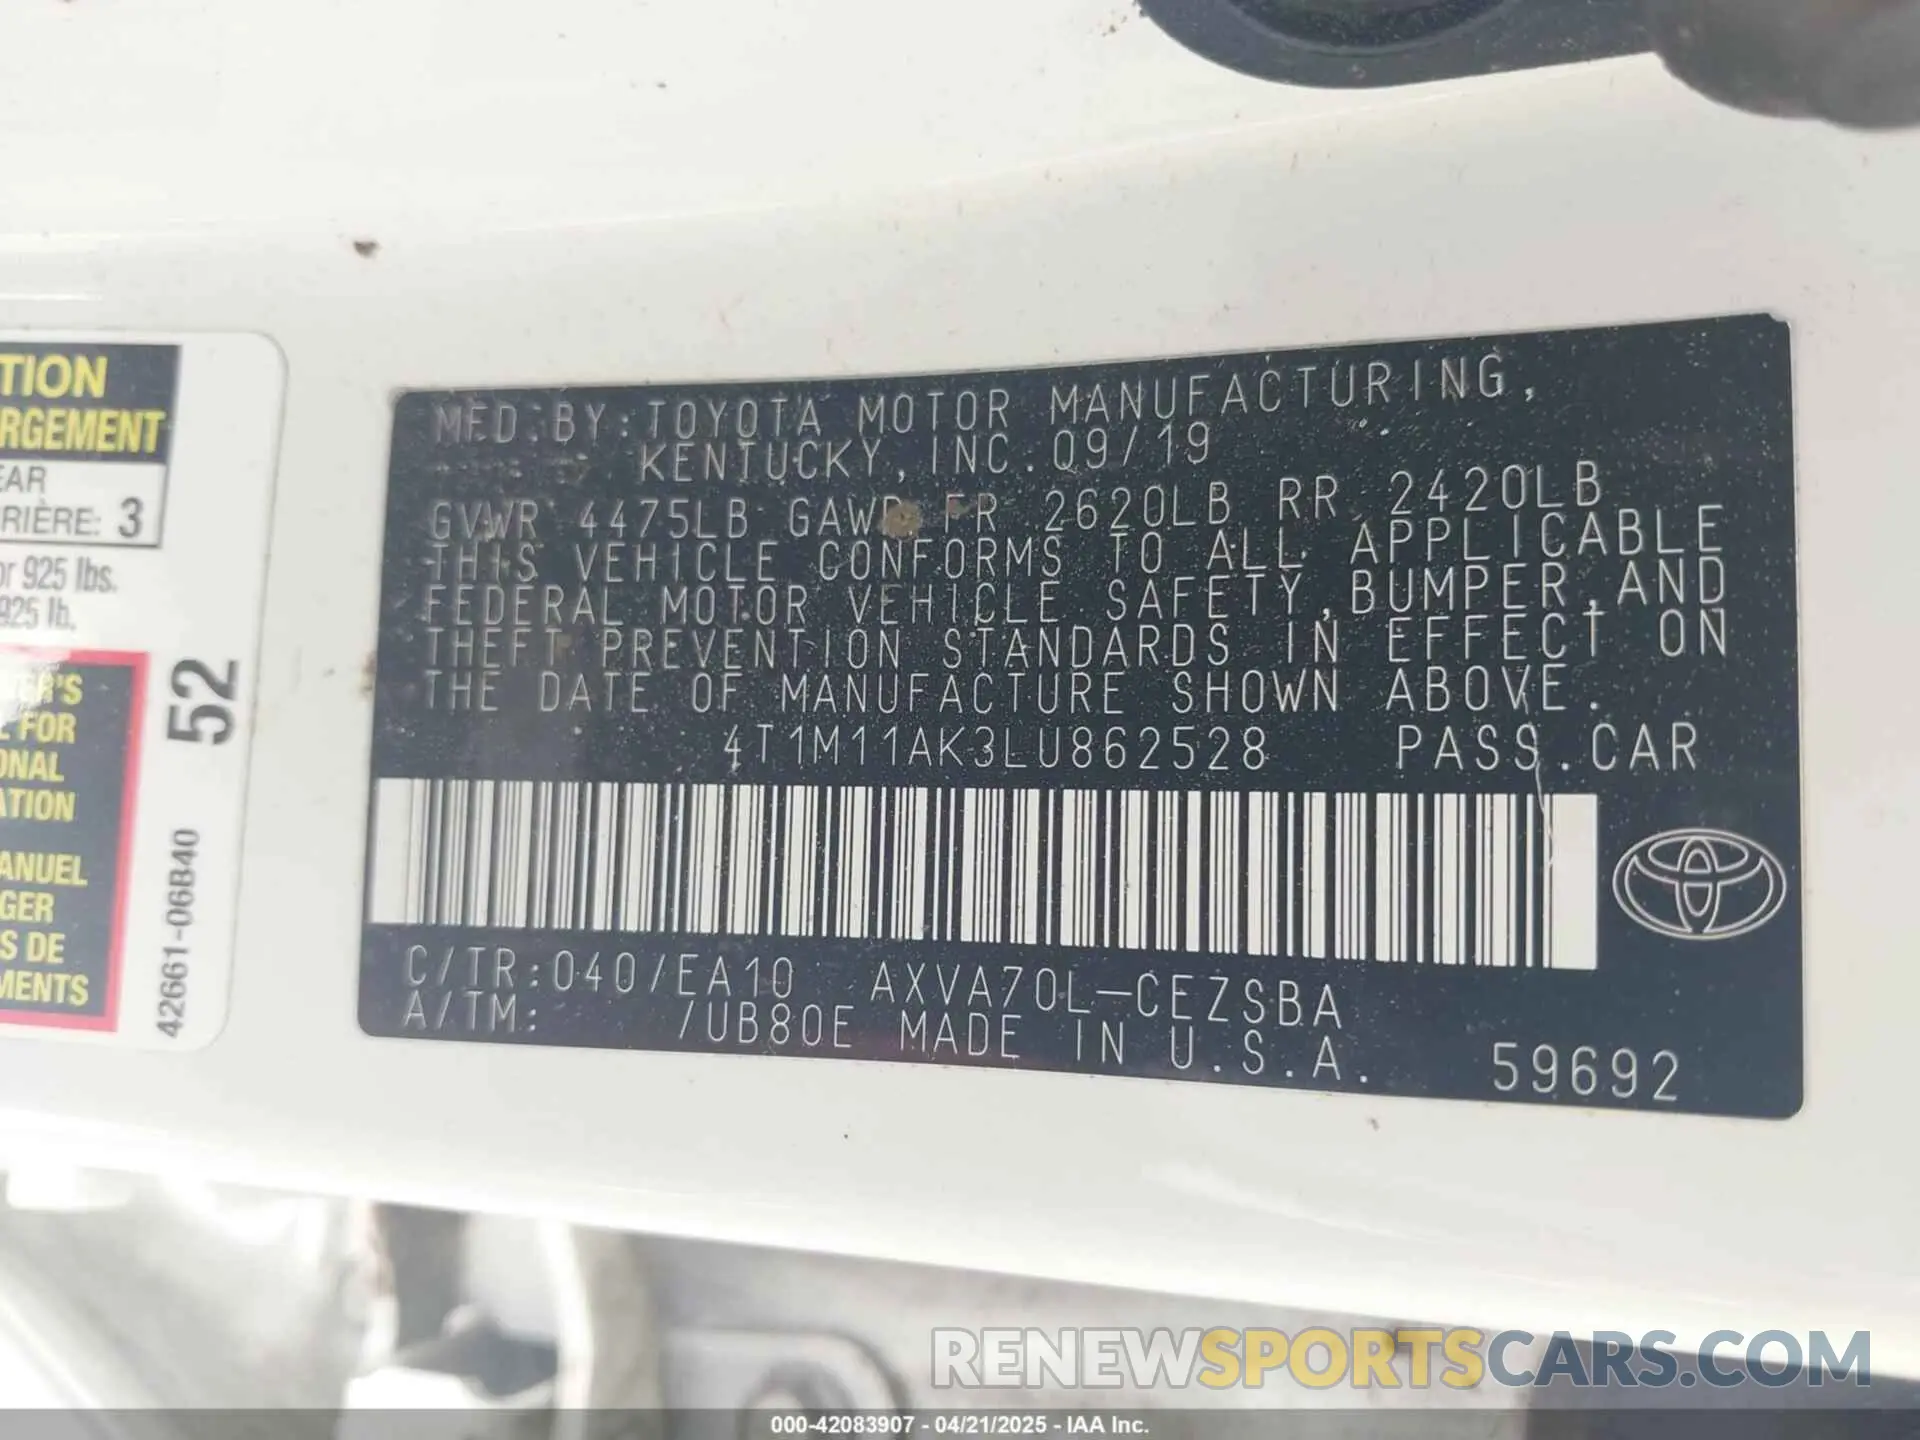 TION
RGEMENT
EAR
RIÈRE: 3
or 925 lbs.
925 lb.
ER'S
L FOR
ONAL
ATION
ANUEL
GER
S DE
MENTS
52
42661-06B40
MFD.BY:TOYOTA MOTOR MANUFACTURING,
KENTUCKY,INC.09/19
GVWR 4475LB GAWR FR 2620LB RR 2420LB
THIS VEHICLE CONFORMS TO ALL APPLICABLE
FEDERAL MOTOR VEHICLE SAFETY,BUMPER,AND
THEFT PREVENTION STANDARDS IN EFFECT ON
THE DATE OF MANUFACTURE SHOWN ABOVE.
4T1M11AK3LU862528 PASS.CAR
C/TR:040/EA10 AXVA70L-CEZSBA
A/TM: /UB80E MADE IN U.S.A.
59692
RENEWSPORTSCARS.COM
000-42083907 - 04/21/2025 - IAA Inc.